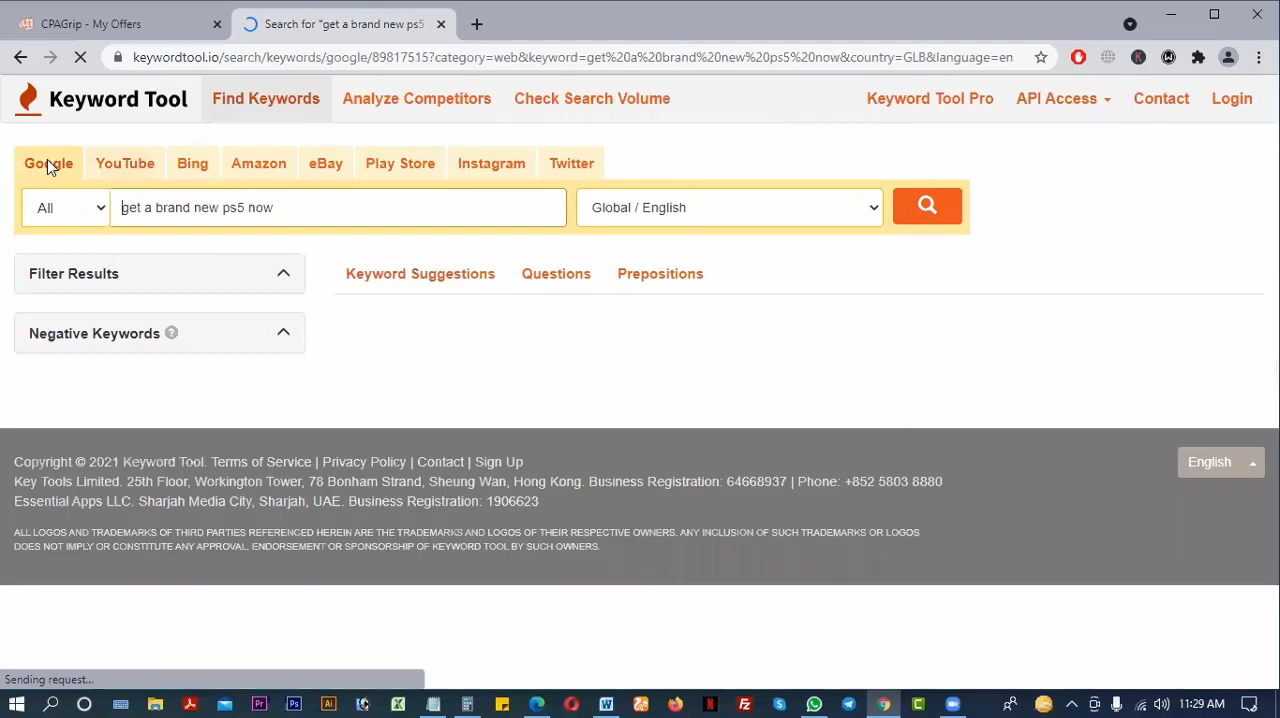 CPAGrip - My Offers
Search for "get a brand new ps5
keywordtool.io/search/keywords/google/89817515?category=web&keyword=get%20a%20brand%20new%20ps5%20now&country=GLB&language=en
Keyword Tool
Find Keywords
Analyze Competitors
Check Search Volume
Keyword Tool Pro
API Access
Contact
Login
Google
YouTube
Bing
Amazon
eBay
Play Store
Instagram
Twitter
All
get a brand new ps5 now
Global / English
Filter Results
Keyword Suggestions
Questions
Prepositions
Negative Keywords ?
Copyright © 2021 Keyword Tool. Terms of Service | Privacy Policy | Contact | Sign Up
English
Key Tools Limited. 25th Floor, Workington Tower, 78 Bonham Strand, Sheung Wan, Hong Kong. Business Registration: 64668937 | Phone: +852 5803 8880
Essential Apps LLC. Sharjah Media City, Sharjah, UAE. Business Registration: 1906623
ALL LOGOS AND TRADEMARKS OF THIRD PARTIES REFERENCED HEREIN ARE THE TRADEMARKS AND LOGOS OF THEIR RESPECTIVE OWNERS. ANY INCLUSION OF SUCH TRADEMARKS OR LOGOS
DOES NOT IMPLY OR CONSTITUTE ANY APPROVAL, ENDORSEMENT OR SPONSORSHIP OF KEYWORD TOOL BY SUCH OWNERS.
Sending request...
11:29 AM